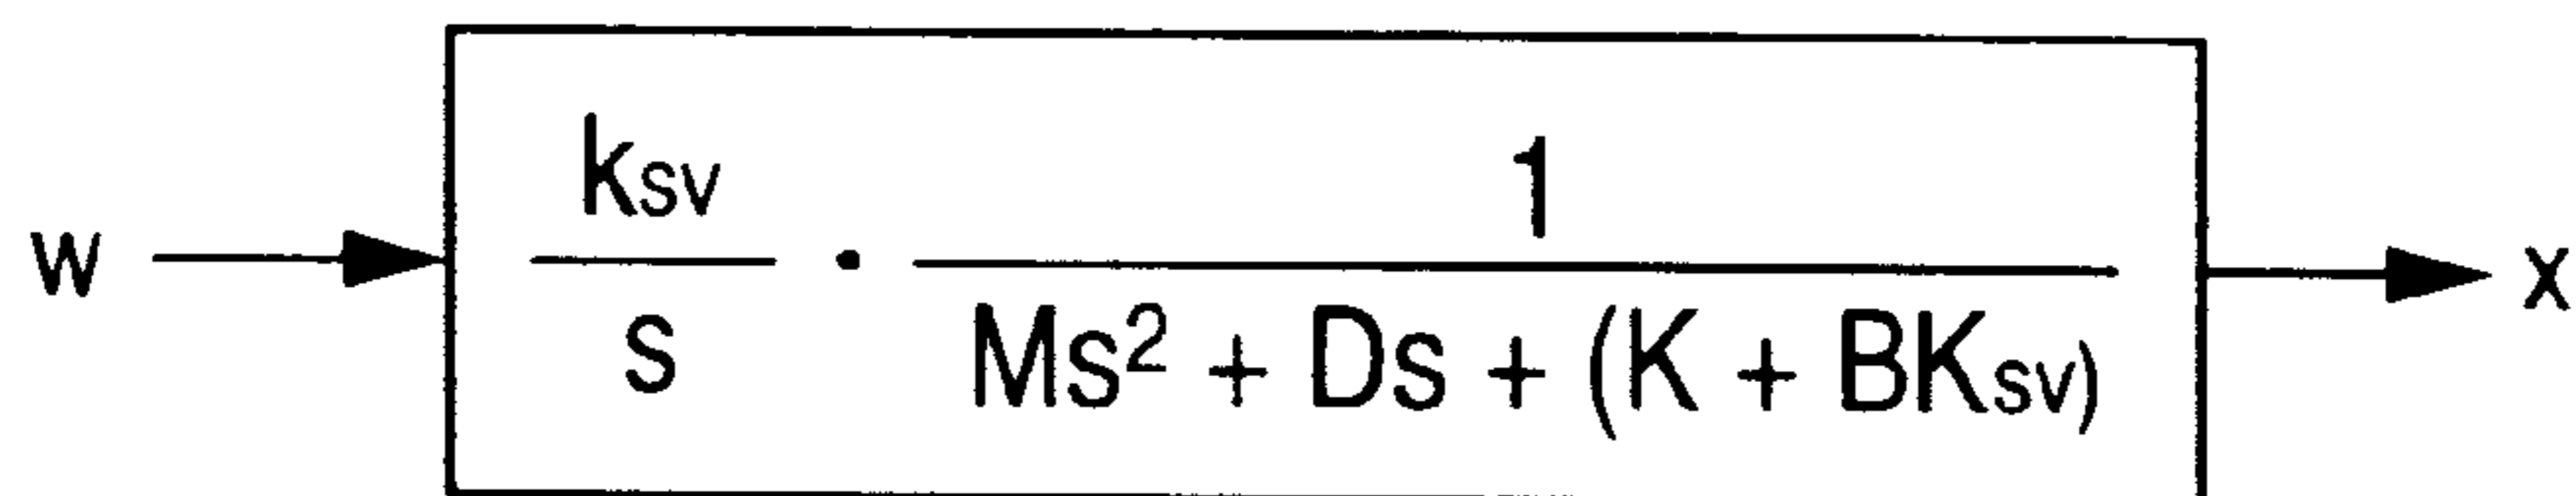 w
ksv
s
·
1
Ms² + Ds + (K + BKsv)
x